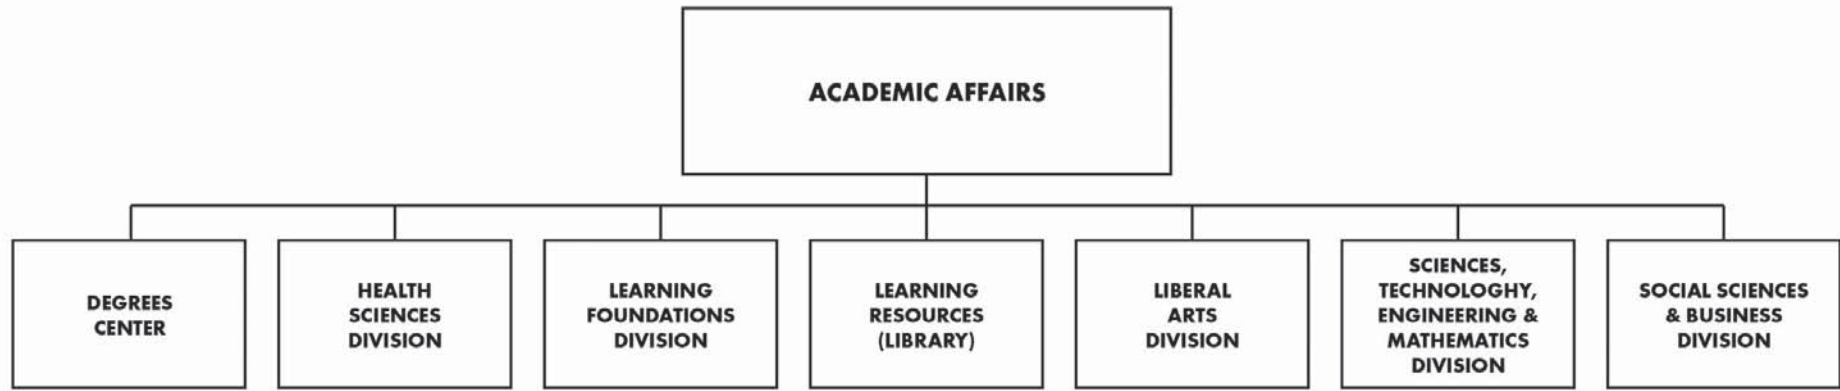 ACADEMIC AFFAIRS
DEGREES
CENTER
HEALTH
SCIENCES
DIVISION
LEARNING
FOUNDATIONS
DIVISION
LEARNING
RESOURCES
(LIBRARY)
LIBERAL
ARTS
DIVISION
SCIENCES,
TECHNOLOGHY,
ENGINEERING &
MATHEMATICS
DIVISION
SOCIAL SCIENCES
& BUSINESS
DIVISION